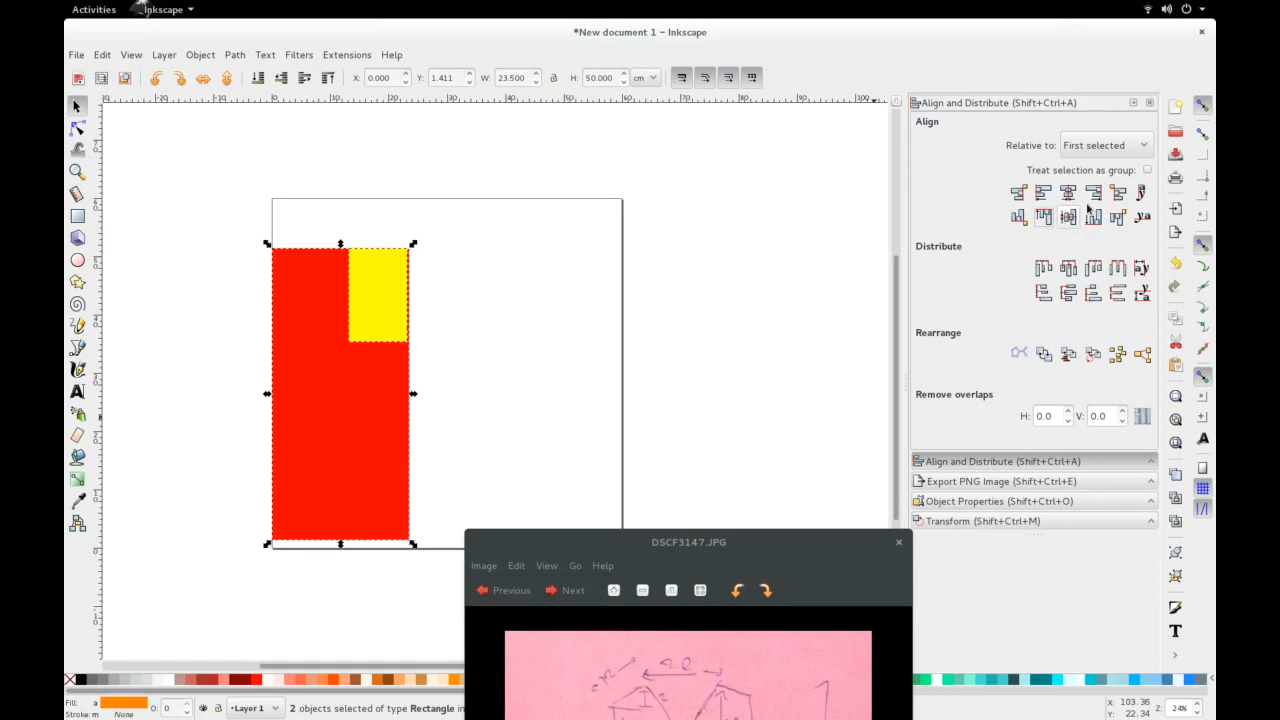 Activities Inkscape
*New document 1 – Inkscape
File Edit View Layer Object Path Text Filters Extensions Help
X: 0.000 Y: 1.411 W: 23.500 H: 50.000 cm
Align and Distribute (Shift+Ctrl+A)
Align
Relative to: First selected
Treat selection as group:
Distribute
Rearrange
Remove overlaps
H: 0.0 V: 0.0
Align and Distribute (Shift+Ctrl+A)
Export PNG Image (Shift+Ctrl+E)
Object Properties (Shift+Ctrl+O)
Transform (Shift+Ctrl+M)
DSCF3147.JPG
Image Edit View Go Help
Previous Next
Fill: a
Stroke: m None
O: 0
Layer 1
2 objects selected of type Rectangle in
X: 103.36
Y: 22.34
Z: 24%